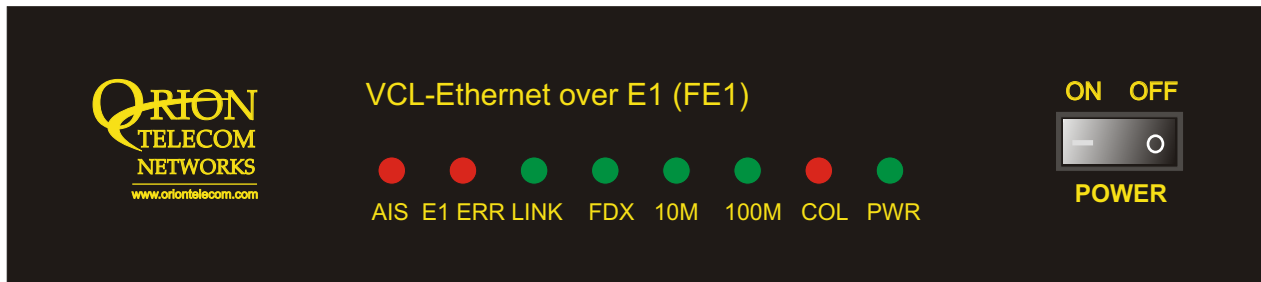 ORION
TELECOM
NETWORKS
www.oriontelecom.com
VCL-Ethernet over E1 (FE1)
AIS E1 ERR LINK FDX 10M 100M COL PWR
ON OFF
POWER